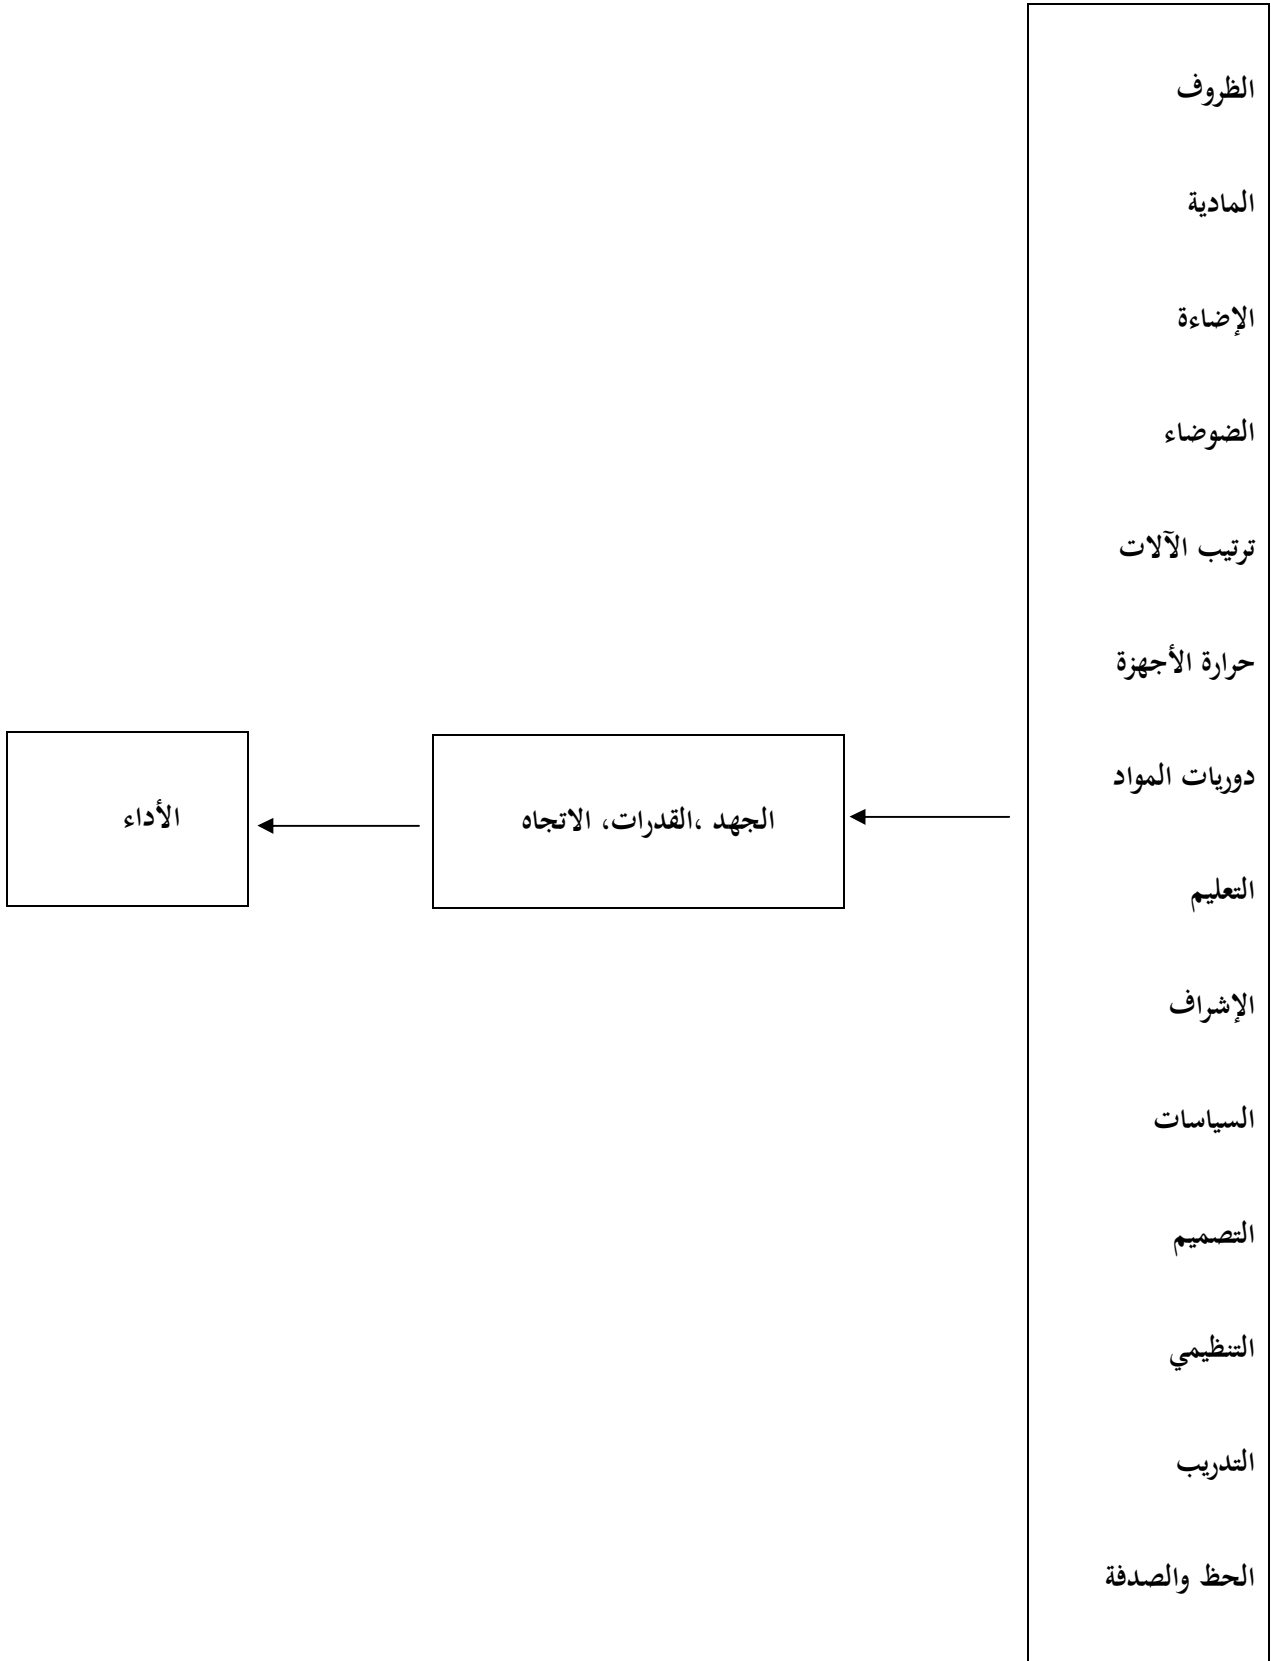 الظروف
المادية
الإضاءة
الضوضاء
ترتيب الآلات
حرارة الأجهزة
دوريات المواد
التعليم
الإشراف
السياسات
التصميم
التنظيمي
التدريب
الحظ والصدفة
الجهد ،القدرات، الاتجاه
الأداء